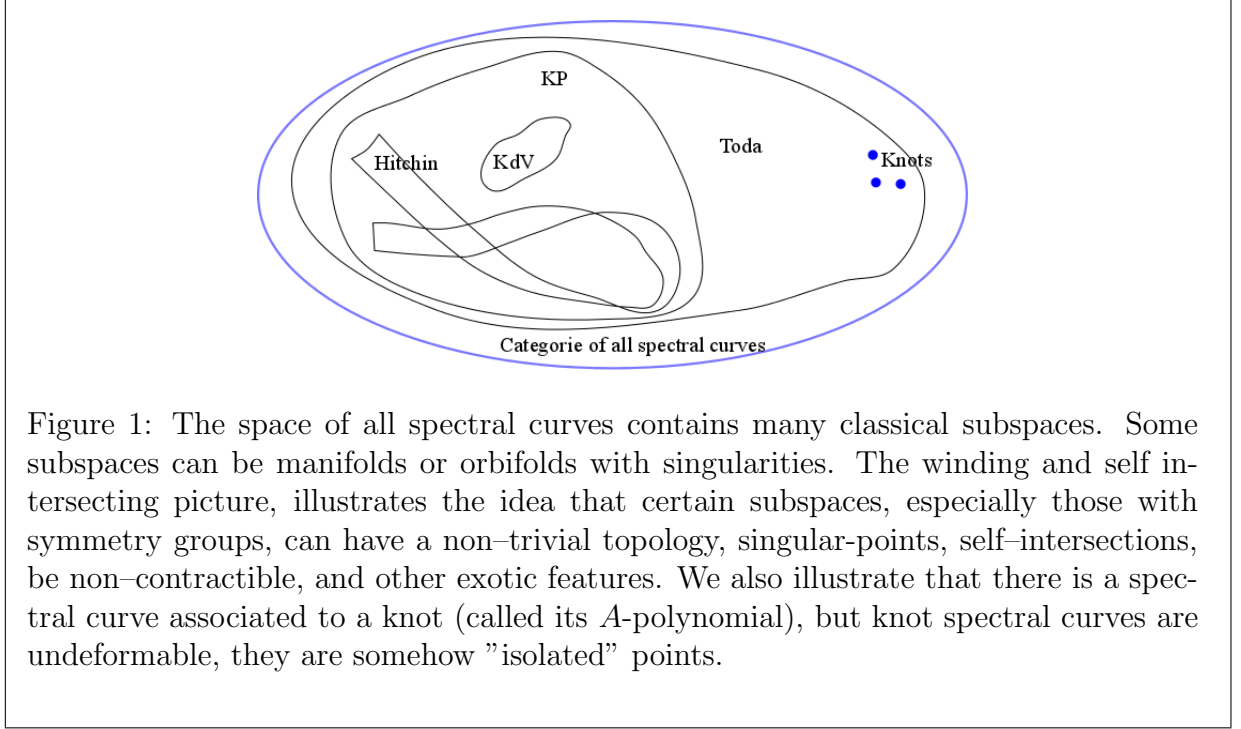 KP
Toda
Hitchin
KdV
Knots
Categorie of all spectral curves
Figure 1: The space of all spectral curves contains many classical subspaces. Some
subspaces can be manifolds or orbifolds with singularities. The winding and self in-
tersecting picture, illustrates the idea that certain subspaces, especially those with
symmetry groups, can have a non–trivial topology, singular-points, self–intersections,
be non–contractible, and other exotic features. We also illustrate that there is a spec-
tral curve associated to a knot (called its A-polynomial), but knot spectral curves are
undeformable, they are somehow ”isolated” points.